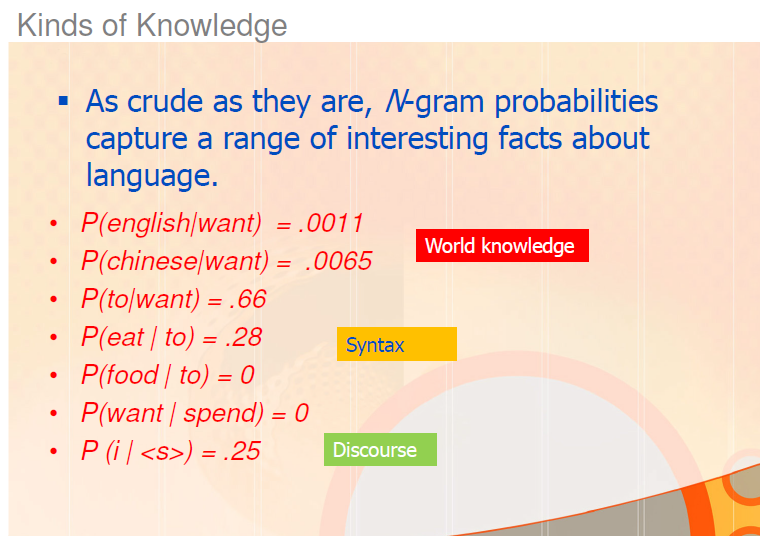 Kinds of Knowledge
▪ As crude as they are, N-gram probabilities
capture a range of interesting facts about
language.
• P(english|want) = .0011
World knowledge
• P(chinese|want) = .0065
• P(to|want) = .66
• P(eat | to) = .28
Syntax
• P(food | to) = 0
• P(want | spend) = 0
• P (i | <s>) = .25
Discourse